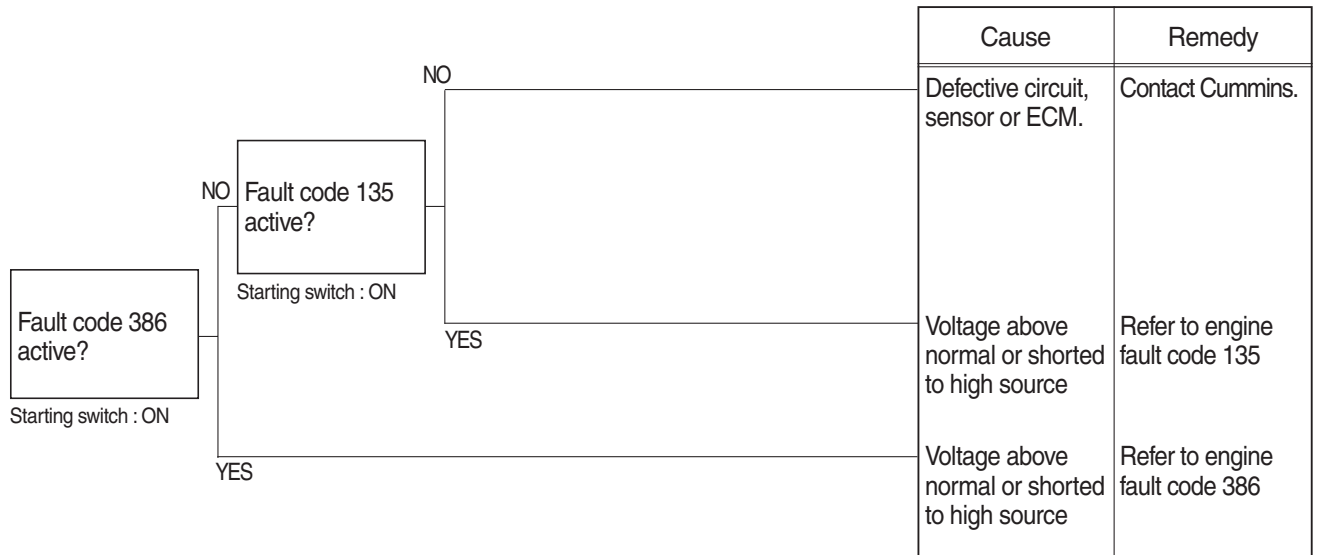 Cause
Remedy
NO
Defective circuit,
sensor or ECM.
Contact Cummins.
NO
Fault code 135
active?
Starting switch : ON
Fault code 386
active?
Starting switch : ON
YES
Voltage above
normal or shorted
to high source
Refer to engine
fault code 135
YES
Voltage above
normal or shorted
to high source
Refer to engine
fault code 386